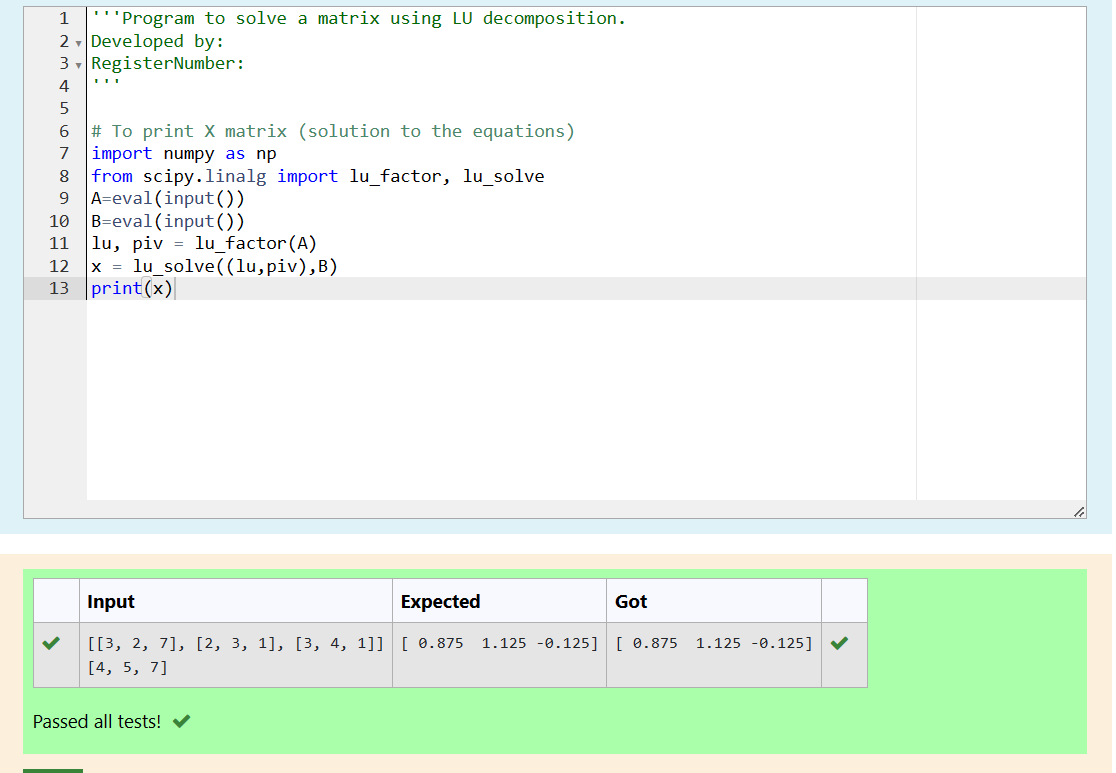 1 '''Program to solve a matrix using LU decomposition.
2 Developed by:
3 RegisterNumber:
4 '''
5
6 # To print X matrix (solution to the equations)
7 import numpy as np
8 from scipy.linalg import lu_factor, lu_solve
9 A=eval(input())
10 B=eval(input())
11 lu, piv = lu_factor(A)
12 x = lu_solve((lu,piv),B)
13 print(x)
Input Expected Got
[[3, 2, 7], [2, 3, 1], [3, 4, 1]] [ 0.875  1.125 -0.125] [ 0.875  1.125 -0.125]
[4, 5, 7]
Passed all tests!